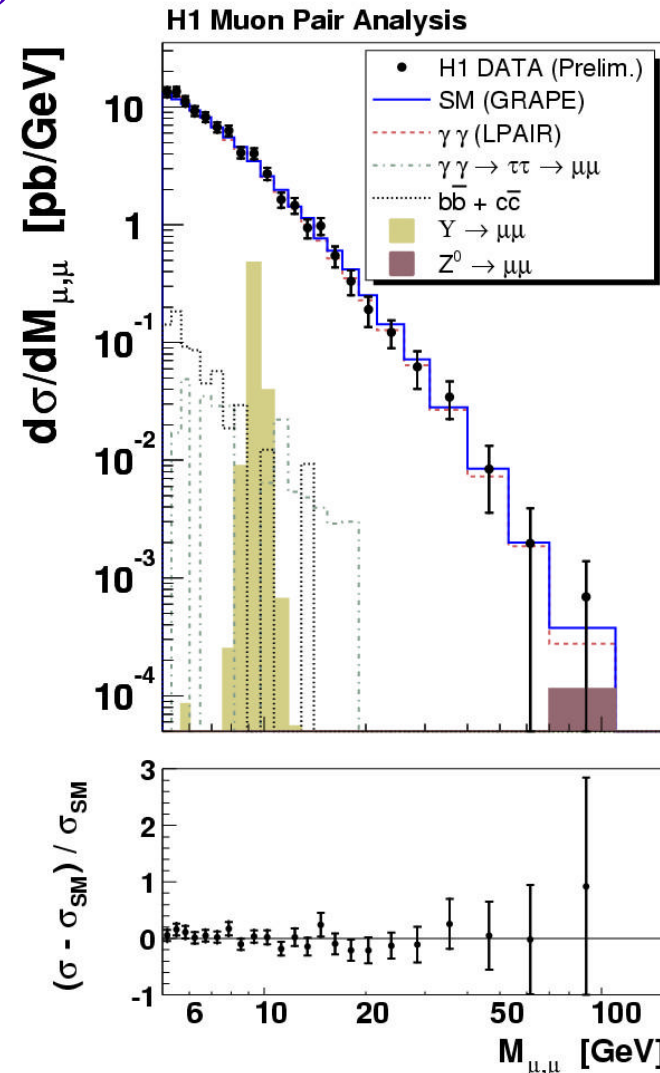 H1 Muon Pair Analysis
dσ/dM_μ,μ [pb/GeV]
10
1
10⁻¹
10⁻²
10⁻³
10⁻⁴
H1 DATA (Prelim.)
SM (GRAPE)
γ γ (LPAIR)
γ γ → ττ → μμ
bb̅ + cc̅
Υ → μμ
Z⁰ → μμ
(σ - σ_SM) / σ_SM
3
2
1
0
-1
6
10
20
50
100
M_μ,μ [GeV]